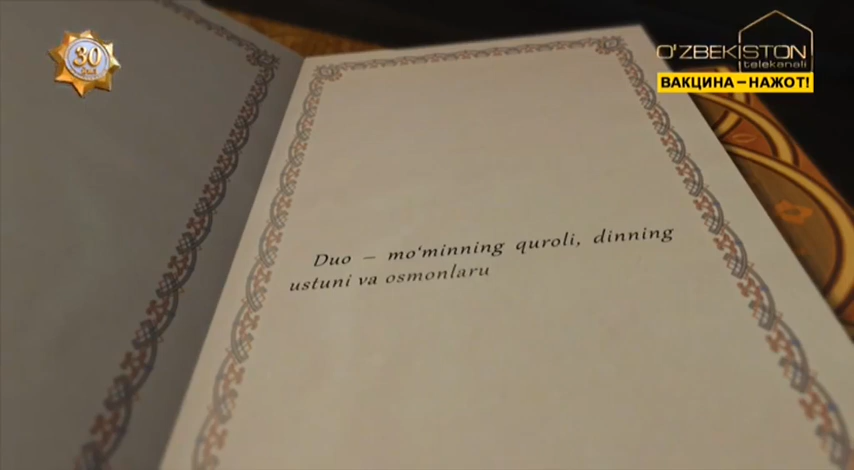 30
O'ZBEKISTON
telekanali
ВАКЦИНА – НАЖОТ!
Duo – mo‘minning quroli, dinning
ustuni va osmonlaru